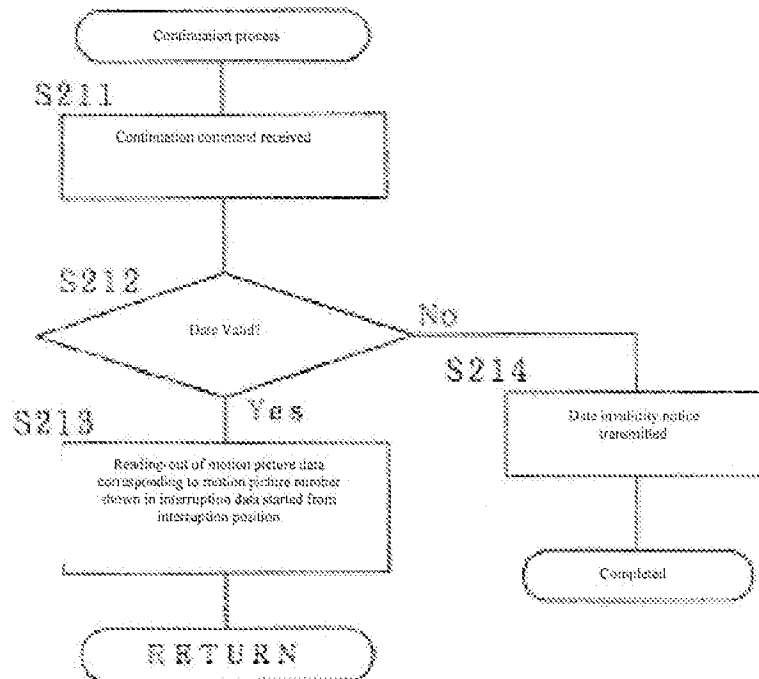 Continuation process
S211
Continuation command received
S212
Date Valid?
No
S214
Yes
Date invalidity notice
transmitted
S213
Reading-out of motion picture data
corresponding to motion picture number
shown in interruption data started from
interruption position
Completed
RETURN